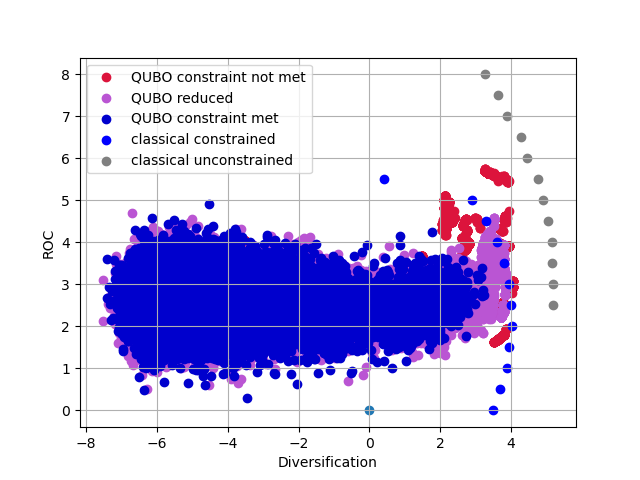 QUBO constraint not met
QUBO reduced
QUBO constraint met
classical constrained
classical unconstrained
ROC
8
7
6
5
4
3
2
1
0
−8 −6 −4 −2 0 2 4
Diversification